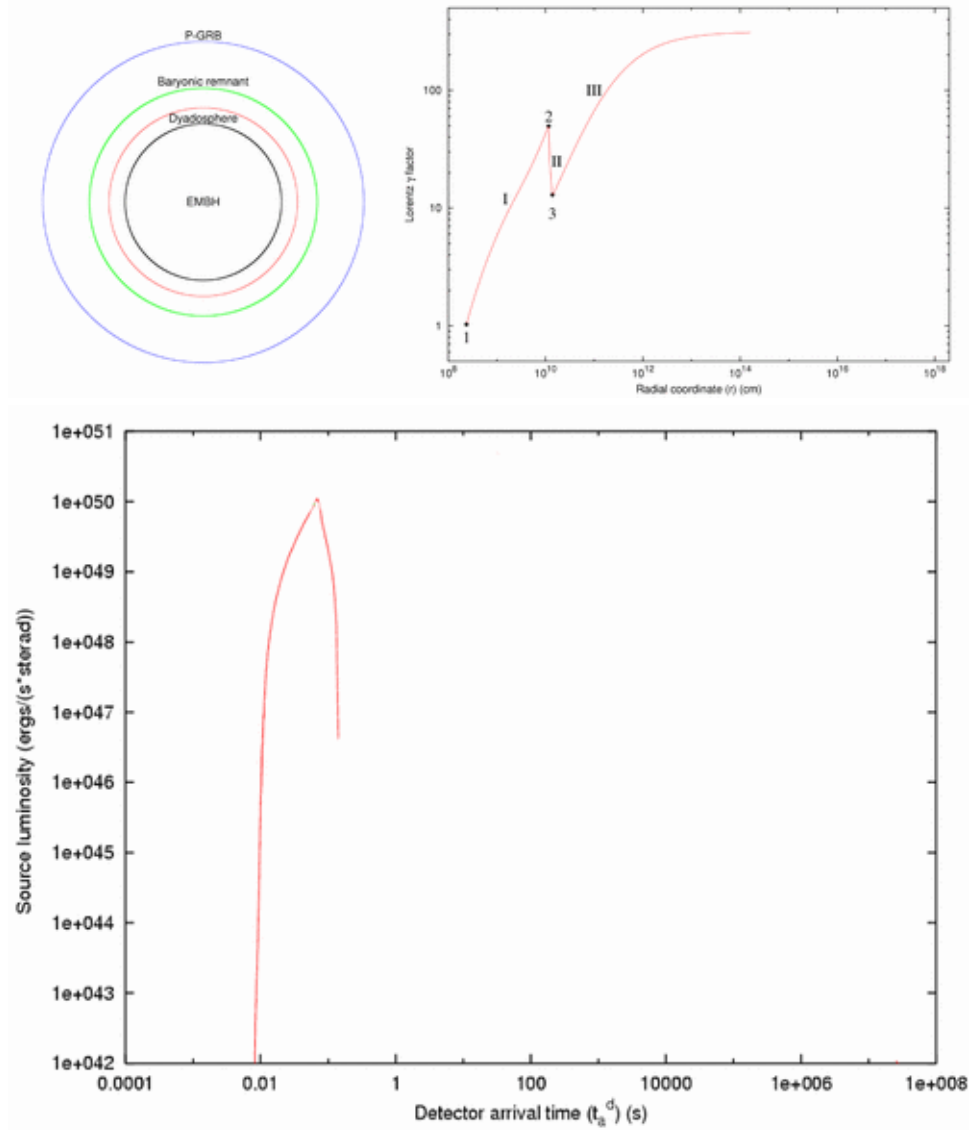 P-GRB
Baryonic remnant
Dyadosphere
EMBH
Lorentz γ factor
100
10
1
I
II
III
1
2
3
10^8 10^10 10^12 10^14 10^16 10^18
Radial coordinate (r) (cm)
Source luminosity (ergs/(s*sterad))
1e+051
1e+050
1e+049
1e+048
1e+047
1e+046
1e+045
1e+044
1e+043
1e+042
0.0001 0.01 1 100 10000 1e+006 1e+008
Detector arrival time (t_a^d) (s)